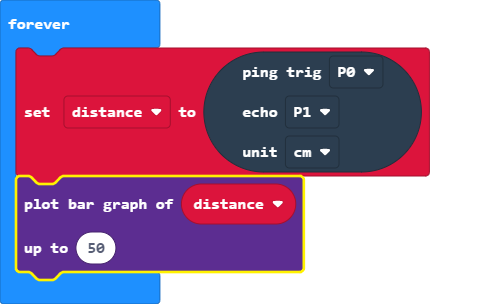 forever
ping trig P0
set distance to echo P1
unit cm
plot bar graph of distance
up to 50